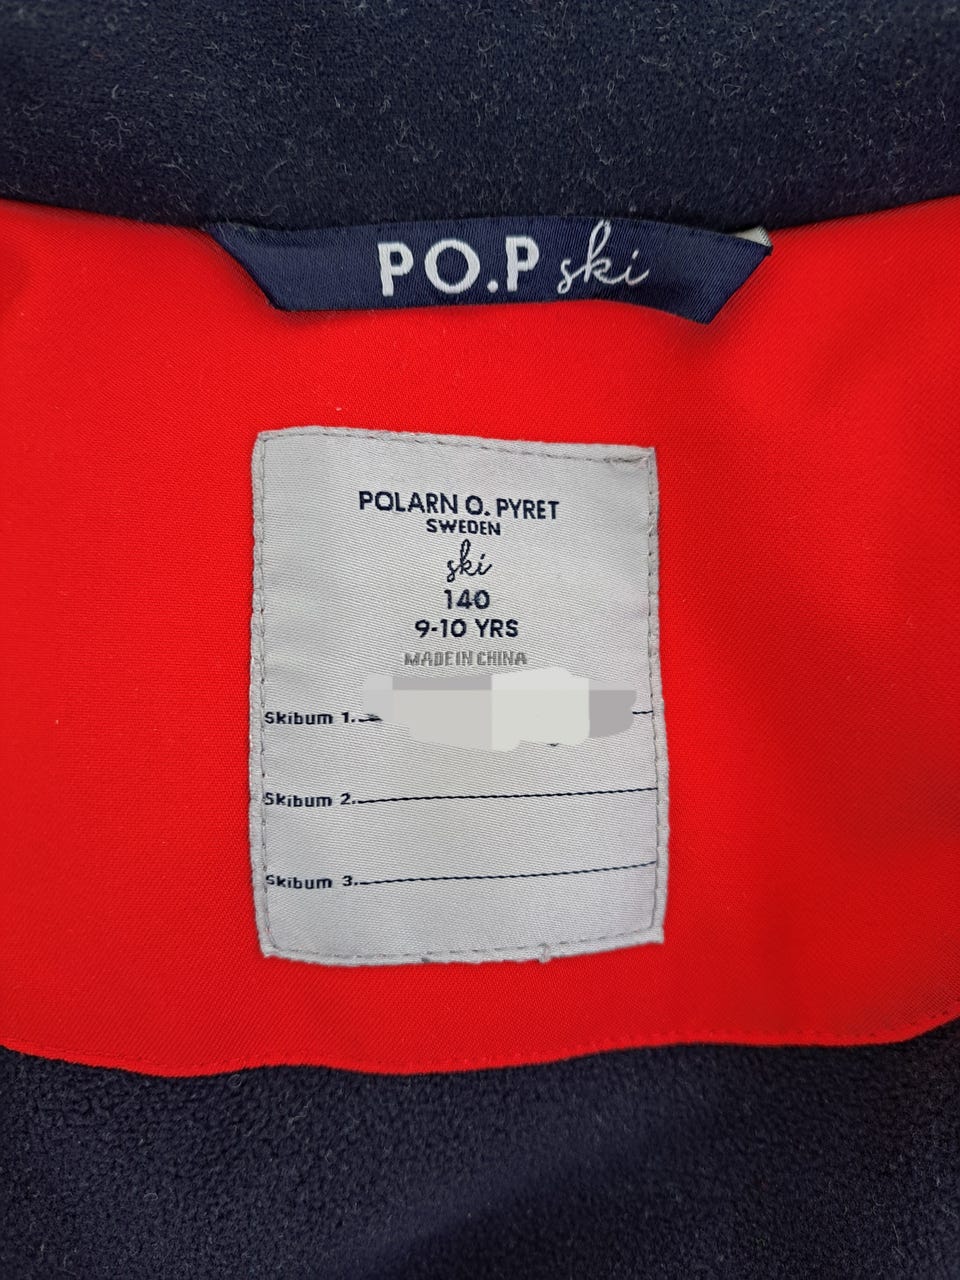 PO.P ski
POLARN O. PYRET
SWEDEN
ski
140
9-10 YRS
MADE IN CHINA
Skibum 1.
Skibum 2.
Skibum 3.